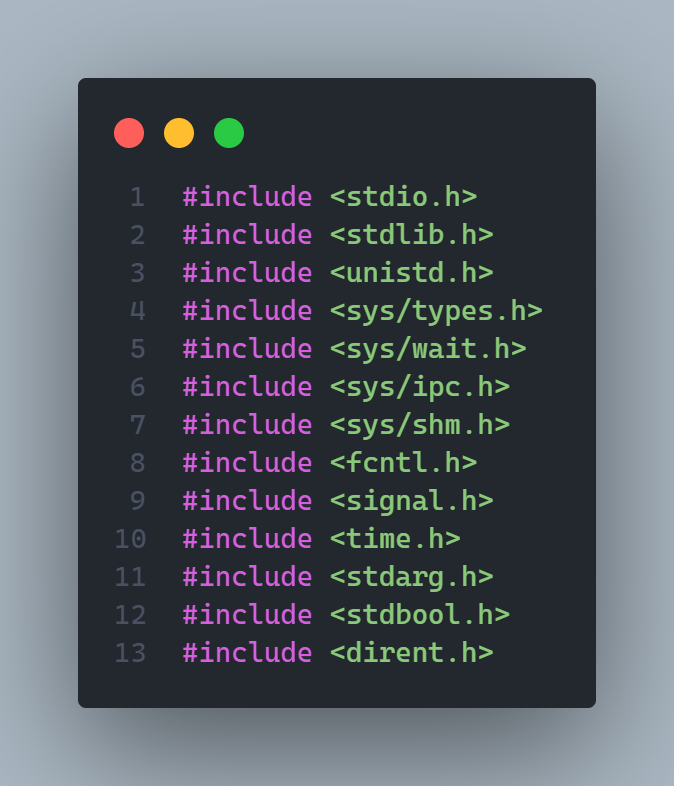 1 #include <stdio.h>
2 #include <stdlib.h>
3 #include <unistd.h>
4 #include <sys/types.h>
5 #include <sys/wait.h>
6 #include <sys/ipc.h>
7 #include <sys/shm.h>
8 #include <fcntl.h>
9 #include <signal.h>
10 #include <time.h>
11 #include <stdarg.h>
12 #include <stdbool.h>
13 #include <dirent.h>